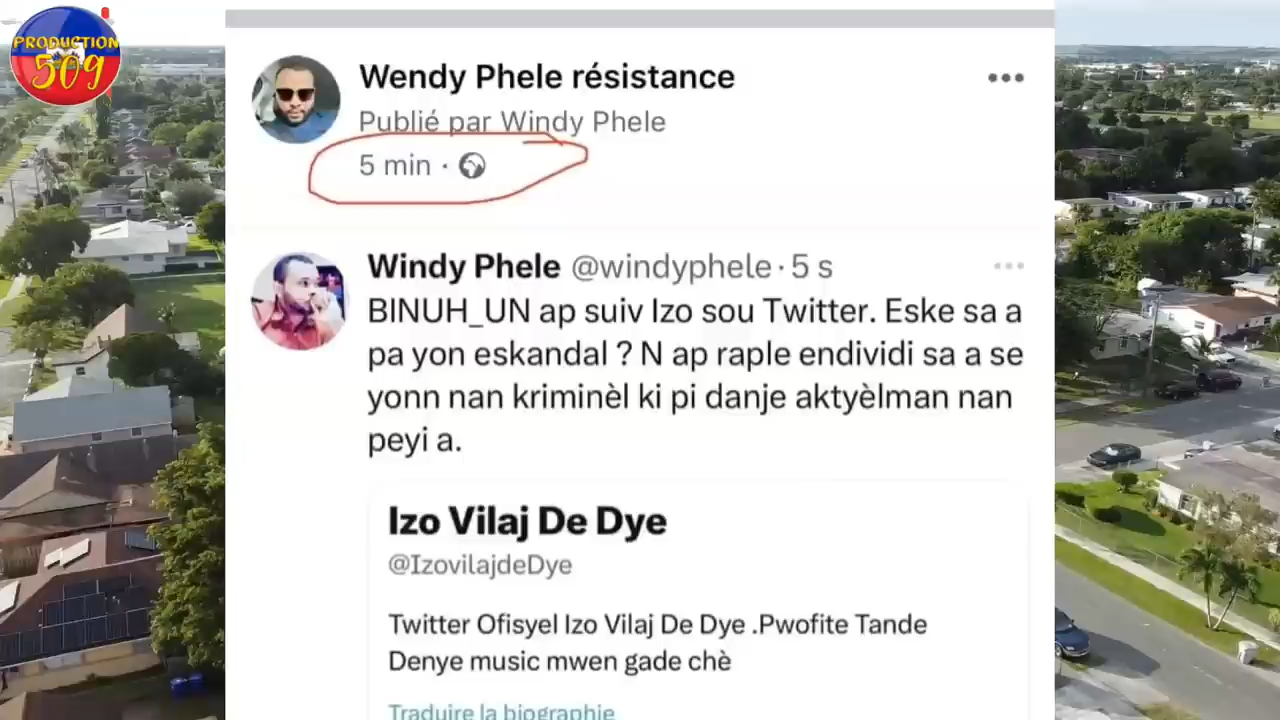 PRODUCTION
509
Wendy Phele résistance
Publié par Windy Phele
5 min ·
Windy Phele @windyphele · 5 s
BINUH_UN ap suiv Izo sou Twitter. Eske sa a
pa yon eskandal ? N ap raple endividi sa a se
yonn nan kriminèl ki pi danje aktyèlman nan
peyi a.
Izo Vilaj De Dye
@IzovilajdeDye
Twitter Ofisyel Izo Vilaj De Dye .Pwofite Tande
Denye music mwen gade chè
Traduire la biographie